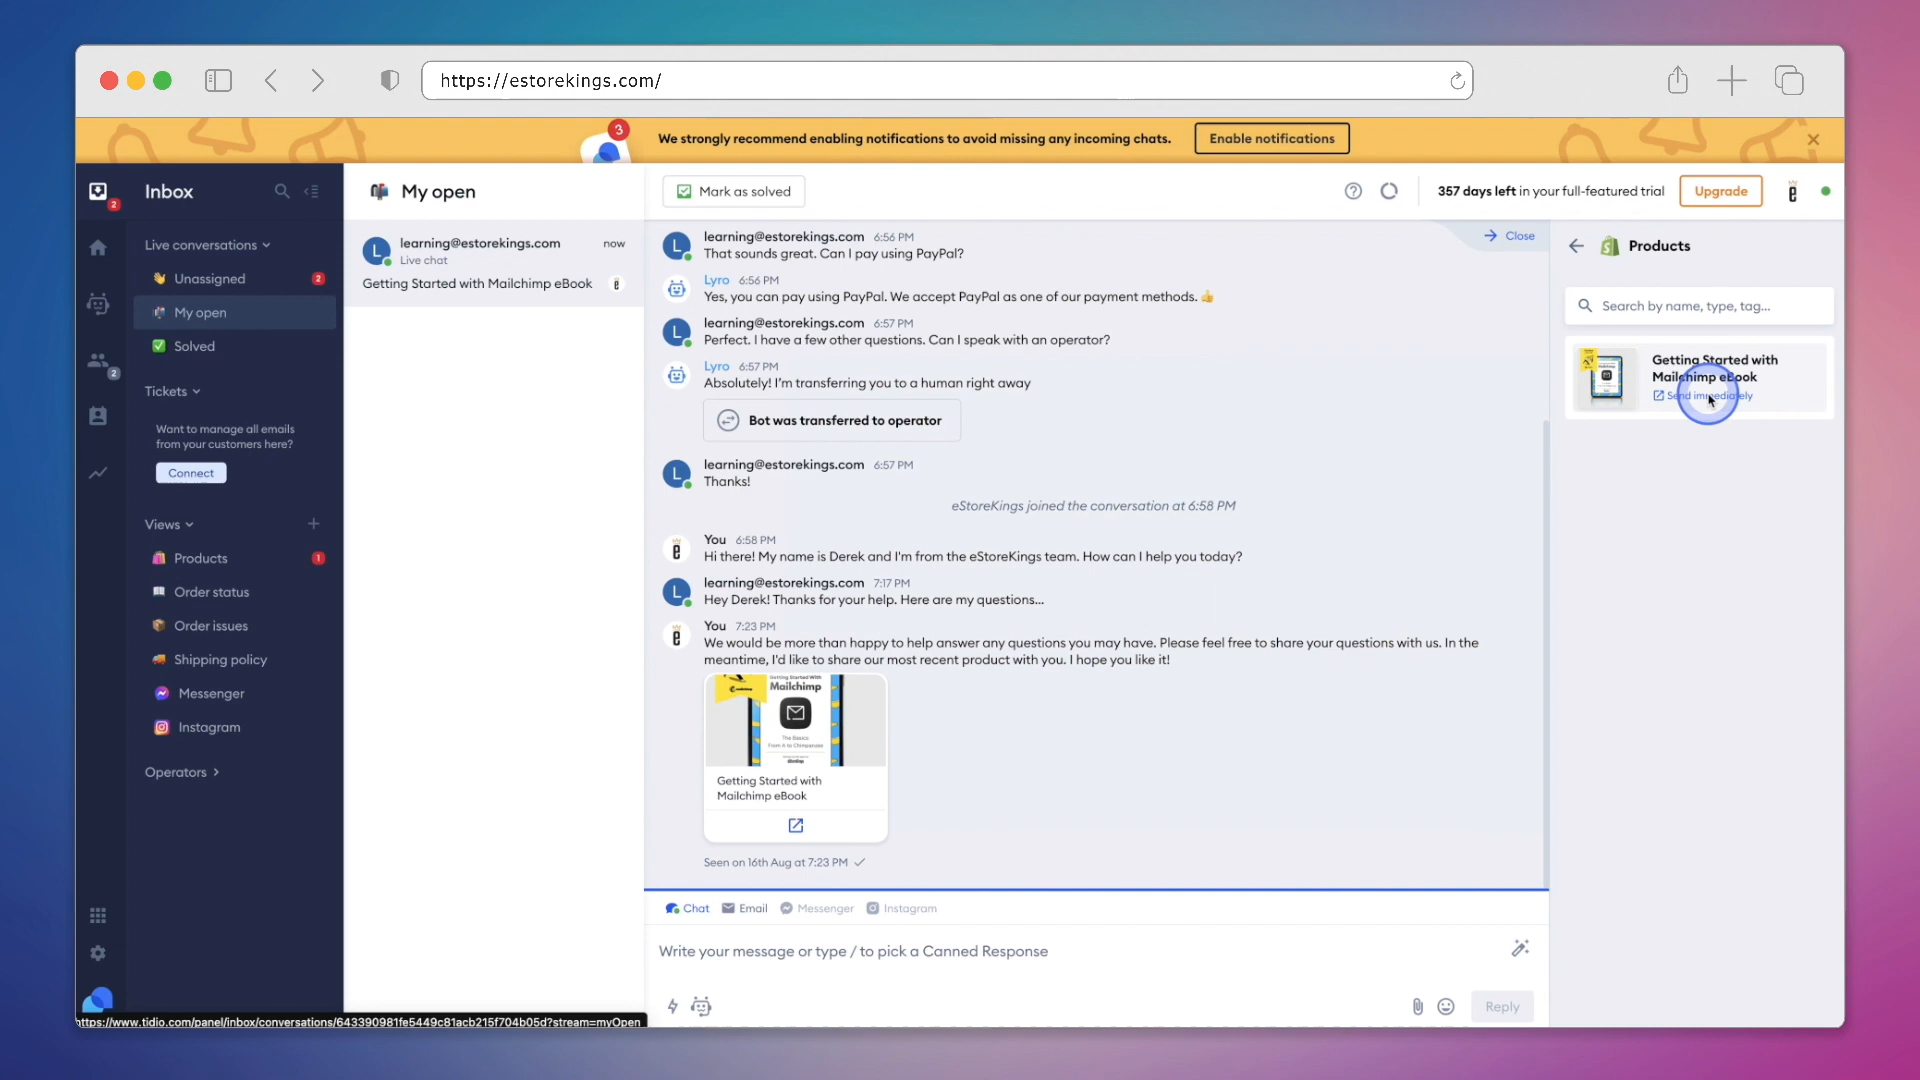 https://estorekings.com/
3
We strongly recommend enabling notifications to avoid missing any incoming chats.
Enable notifications
2
Inbox
My open
Mark as solved
357 days left in your full-featured trial
Upgrade
Live conversations
Unassigned
2
My open
Solved
Tickets
Want to manage all emails
from your customers here?
Connect
Views
Products
1
Order status
Order issues
Shipping policy
Messenger
Instagram
Operators
2
L
learning@estorekings.com
now
Live chat
Getting Started with Mailchimp eBook
Close
L
learning@estorekings.com 6:56 PM
That sounds great. Can I pay using PayPal?
Lyro 6:56 PM
Yes, you can pay using PayPal. We accept PayPal as one of our payment methods. 👍
L
learning@estorekings.com 6:57 PM
Perfect. I have a few other questions. Can I speak with an operator?
Lyro 6:57 PM
Absolutely! I'm transferring you to a human right away
Bot was transferred to operator
L
learning@estorekings.com 6:57 PM
Thanks!
eStoreKings joined the conversation at 6:58 PM
You 6:58 PM
Hi there! My name is Derek and I'm from the eStoreKings team. How can I help you today?
L
learning@estorekings.com 7:17 PM
Hey Derek! Thanks for your help. Here are my questions...
You 7:23 PM
We would be more than happy to help answer any questions you may have. Please feel free to share your questions with us. In the
meantime, I'd like to share our most recent product with you. I hope you like it!
Getting Started With
Mailchimp
The Basics:
From A to Chimpanzee
Getting Started with
Mailchimp eBook
Seen on 16th Aug at 7:23 PM
Chat
Email
Messenger
Instagram
Write your message or type / to pick a Canned Response
Reply
Products
Search by name, type, tag...
Getting Started with
Mailchimp eBook
Send immediately
https://www.tidio.com/panel/inbox/conversations/643390981fe5449c81acb215f704b05d?stream=myOpen